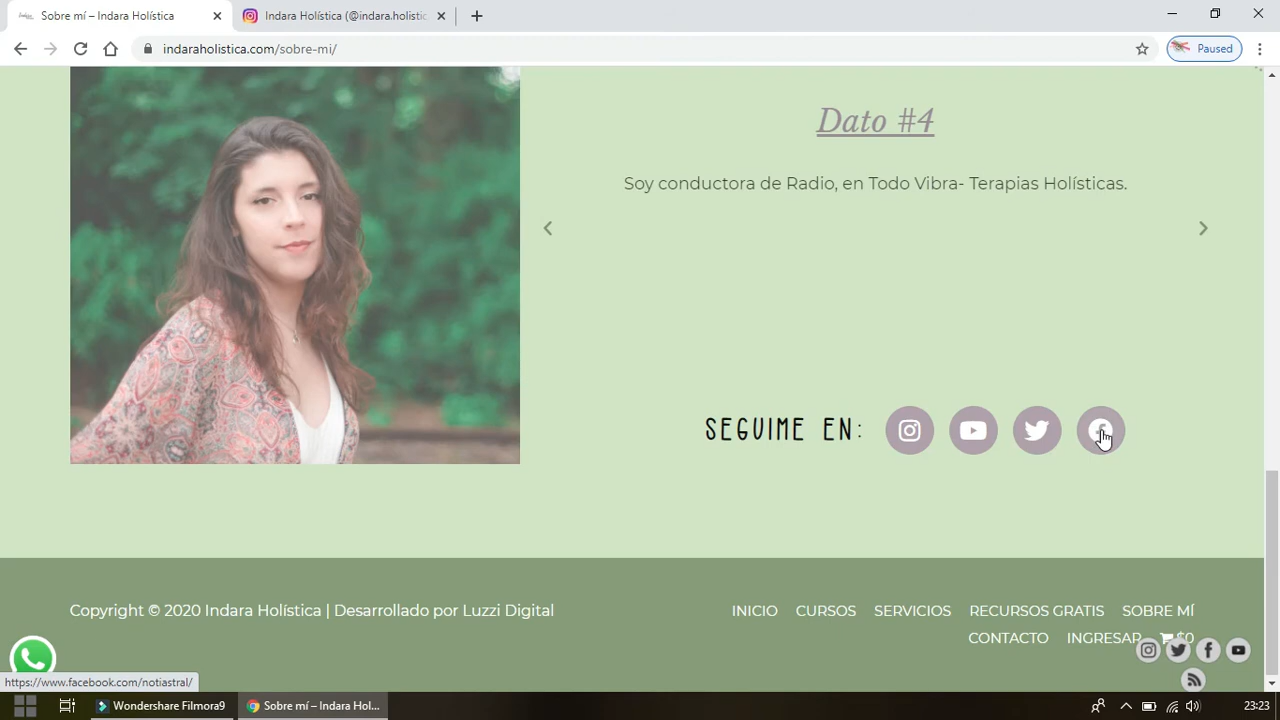 Sobre mí – Indara Holística
Indara Holística (@indara.holistic
indaraholistica.com/sobre-mi/
Paused
Dato #4
Soy conductora de Radio, en Todo Vibra- Terapias Holísticas.
SEGUIME EN:
Copyright © 2020 Indara Holística | Desarrollado por Luzzi Digital
INICIO CURSOS SERVICIOS RECURSOS GRATIS SOBRE MÍ
CONTACTO INGRESAR $0
https://www.facebook.com/notiastral/
Wondershare Filmora9
Sobre mí – Indara Hol...
23:23